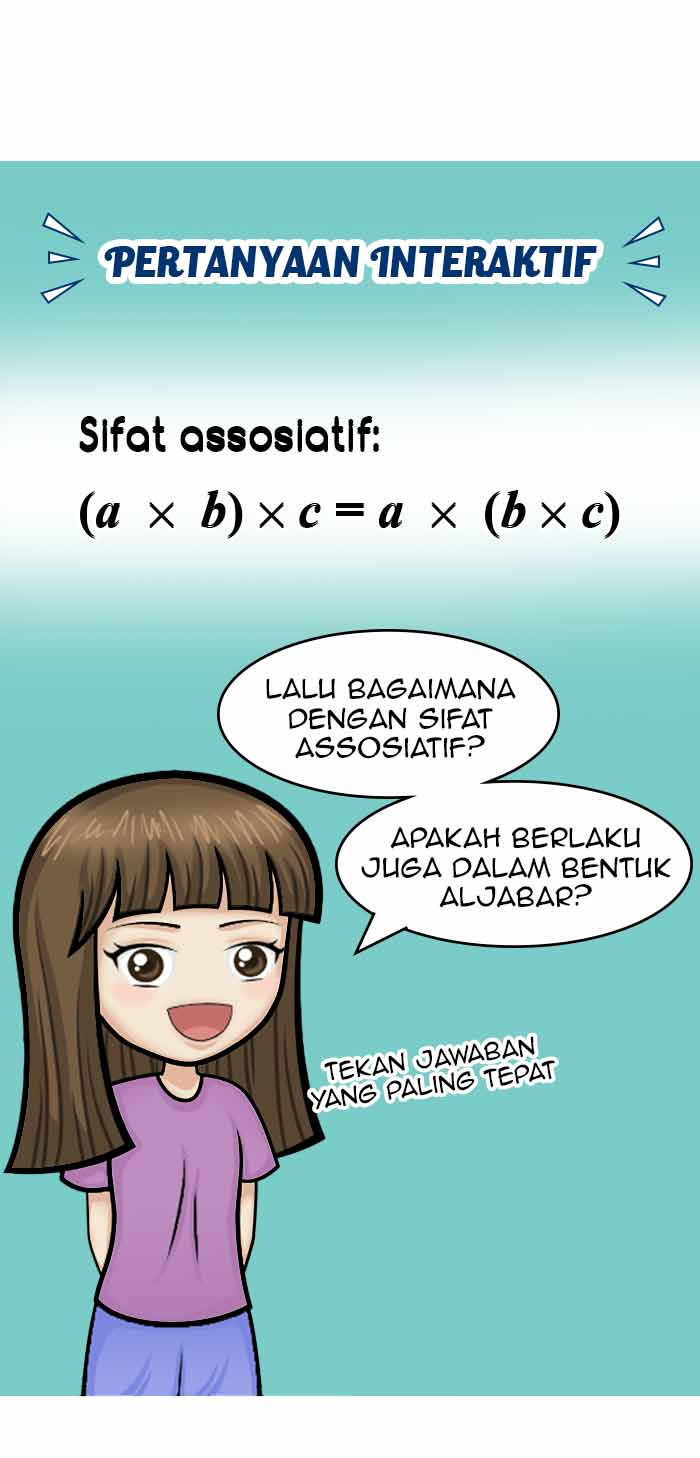 PERTANYAAN INTERAKTIF
Sifat assosiatif:
(a × b) × c = a × (b × c)
LALU BAGAIMANA
DENGAN SIFAT
ASSOSIATIF?
APAKAH BERLAKU
JUGA DALAM BENTUK
ALJABAR?
TEKAN JAWABAN
YANG PALING TEPAT